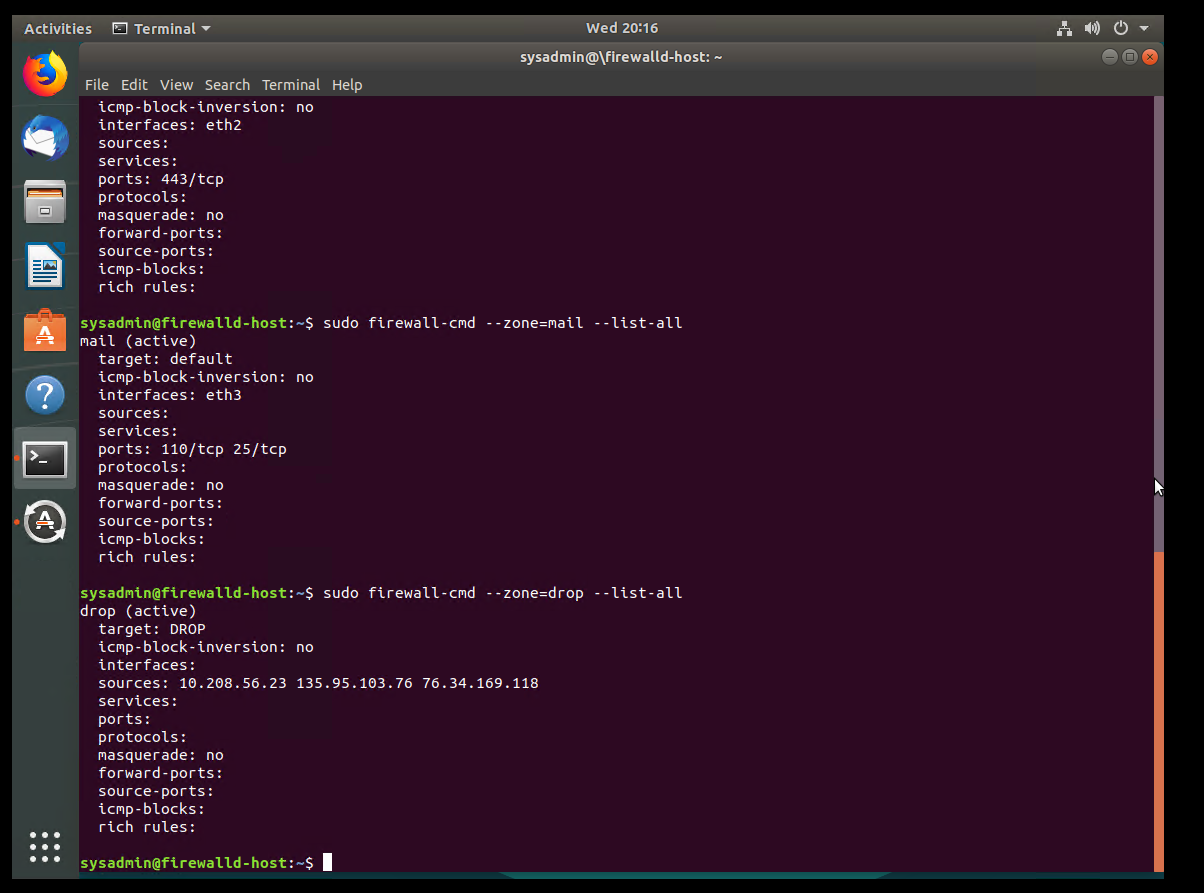 Activities Terminal Wed 20:16
sysadmin@\firewalld-host: ~
File Edit View Search Terminal Help
icmp-block-inversion: no
interfaces: eth2
sources:
services:
ports: 443/tcp
protocols:
masquerade: no
forward-ports:
source-ports:
icmp-blocks:
rich rules:
sysadmin@firewalld-host:~$ sudo firewall-cmd --zone=mail --list-all
mail (active)
target: default
icmp-block-inversion: no
interfaces: eth3
sources:
services:
ports: 110/tcp 25/tcp
protocols:
masquerade: no
forward-ports:
source-ports:
icmp-blocks:
rich rules:
sysadmin@firewalld-host:~$ sudo firewall-cmd --zone=drop --list-all
drop (active)
target: DROP
icmp-block-inversion: no
interfaces:
sources: 10.208.56.23 135.95.103.76 76.34.169.118
services:
ports:
protocols:
masquerade: no
forward-ports:
source-ports:
icmp-blocks:
rich rules:
sysadmin@firewalld-host:~$